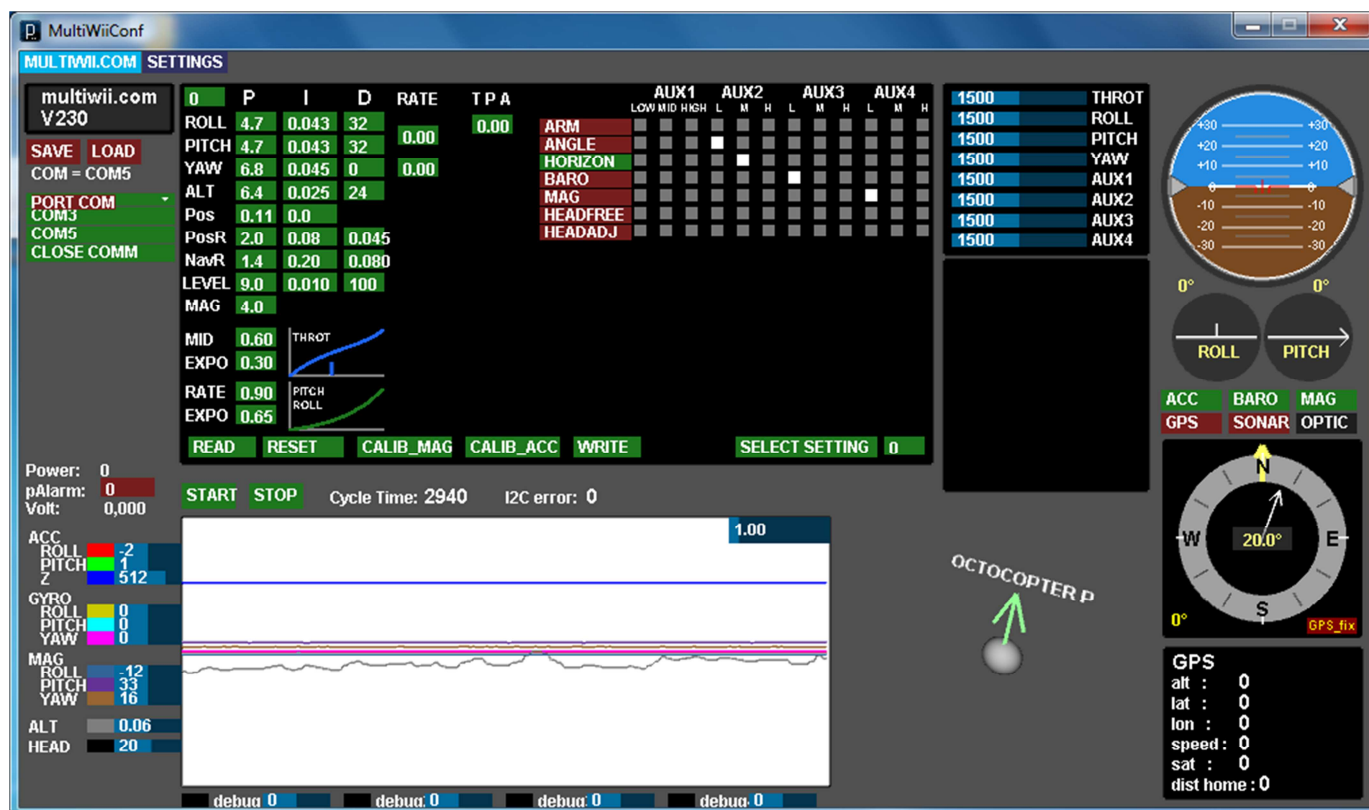 MultiWiiConf
MULTIWII.COM SETTINGS
multiwii.com
V230
SAVE LOAD
COM = COM5
PORT COM
COM3
COM5
CLOSE COMM
0 P I D RATE T P A
ROLL 4.7 0.043 32 0.00
PITCH 4.7 0.043 32 0.00
YAW 6.8 0.045 0 0.00
ALT 6.4 0.025 24
Pos 0.11 0.0
PosR 2.0 0.08 0.045
NavR 1.4 0.20 0.080
LEVEL 9.0 0.010 100
MAG 4.0
MID 0.60 THROT
EXPO 0.30
RATE 0.90 PITCH
ROLL
EXPO 0.65
AUX1 AUX2 AUX3 AUX4
LOW MID HIGH L M H L M H L M H
ARM
ANGLE
HORIZON
BARO
MAG
HEADFREE
HEADADJ
READ RESET CALIB_MAG CALIB_ACC WRITE SELECT SETTING 0
1500 THROT
1500 ROLL
1500 PITCH
1500 YAW
1500 AUX1
1500 AUX2
1500 AUX3
1500 AUX4
+30 +30
+20 +20
+10 +10
0 0
-10 -10
-20 -20
-30 -30
0° 0°
ROLL PITCH
ACC BARO MAG
GPS SONAR OPTIC
Power: 0
pAlarm: 0
Volt: 0,000
START STOP Cycle Time: 2940 I2C error: 0
1.00
ACC
ROLL -2
PITCH 1
Z 512
GYRO
ROLL 0
PITCH 0
YAW 0
MAG
ROLL -12
PITCH 33
YAW 16
ALT 0.06
HEAD 20
debug 0 debug: 0 debug: 0 debug. 0
OCTOCOPTER P
N
W 20.0° E
S
0° GPS_fix
GPS
alt : 0
lat : 0
lon : 0
speed : 0
sat : 0
dist home : 0